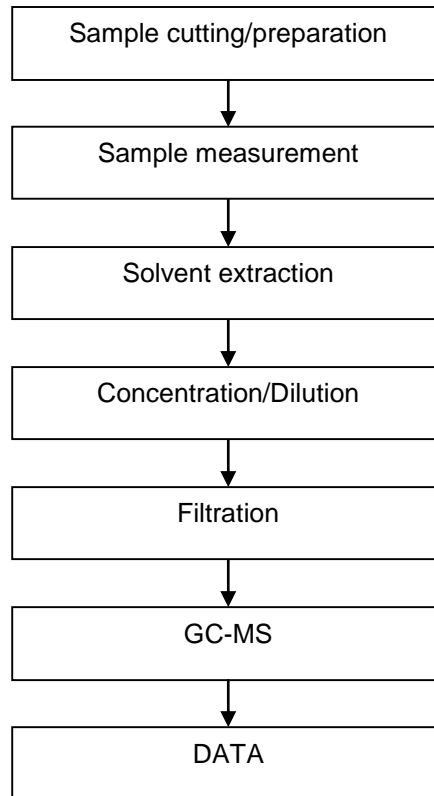 Sample cutting/preparation
Sample measurement
Solvent extraction
Concentration/Dilution
Filtration
GC-MS
DATA